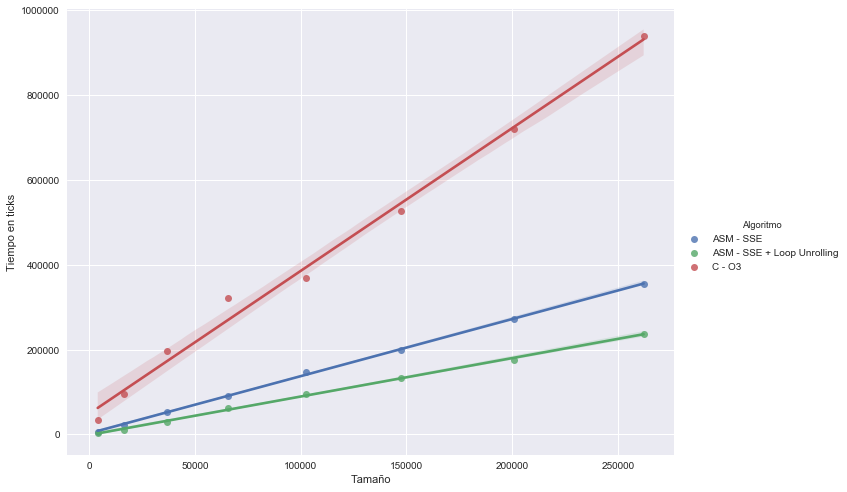 1000000
800000
600000
400000
200000
0
Tiempo en ticks
0 50000 100000 150000 200000 250000
Tamaño
Algoritmo
ASM - SSE
ASM - SSE + Loop Unrolling
C - O3